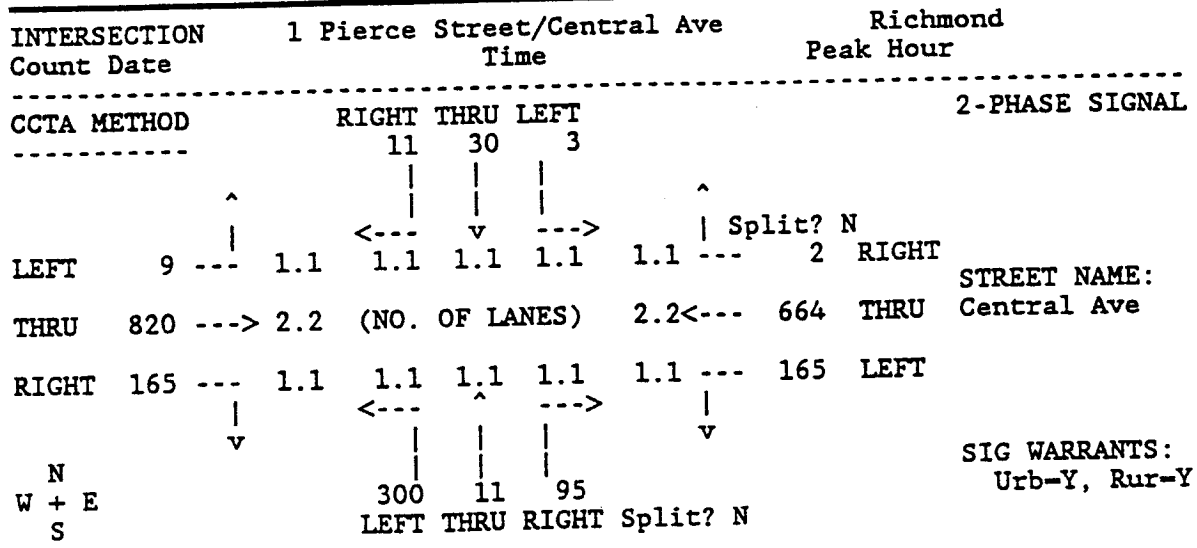 INTERSECTION 1 Pierce Street/Central Ave Richmond
Count Date Time Peak Hour
CCTA METHOD RIGHT THRU LEFT 2-PHASE SIGNAL
11 30 3
<--- v ---> | Split? N
LEFT 9 --- 1.1 1.1 1.1 1.1 1.1 --- 2 RIGHT
STREET NAME:
THRU 820 ---> 2.2 (NO. OF LANES) 2.2<--- 664 THRU Central Ave
RIGHT 165 --- 1.1 1.1 1.1 1.1 1.1 --- 165 LEFT
<--- ^ --->
v v
SIG WARRANTS:
N Urb=Y, Rur=Y
W + E 300 11 95
S LEFT THRU RIGHT Split? N